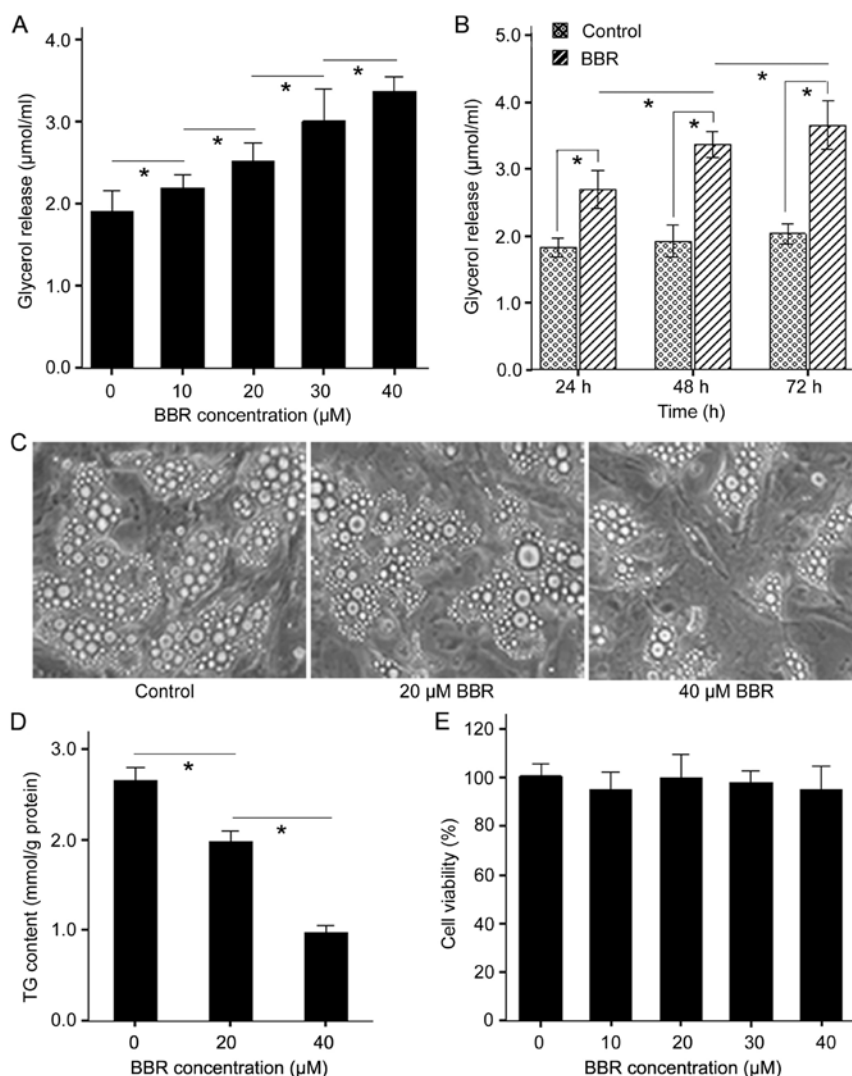 A
Glycerol release (μmol/ml)
4.0
3.0
2.0
1.0
0.0
*
*
*
*
0 10 20 30 40
BBR concentration (μM)
B
Control
BBR
Glycerol release (μmol/ml)
5.0
4.0
3.0
2.0
1.0
0.0
*
*
*
*
*
24 h 48 h 72 h
Time (h)
C
Control 20 μM BBR 40 μM BBR
D
TG content (mmol/g protein)
3.0
2.0
1.0
0.0
*
*
0 20 40
BBR concentration (μM)
E
Cell viability (%)
120
100
80
60
40
20
0
0 10 20 30 40
BBR concentration (μM)